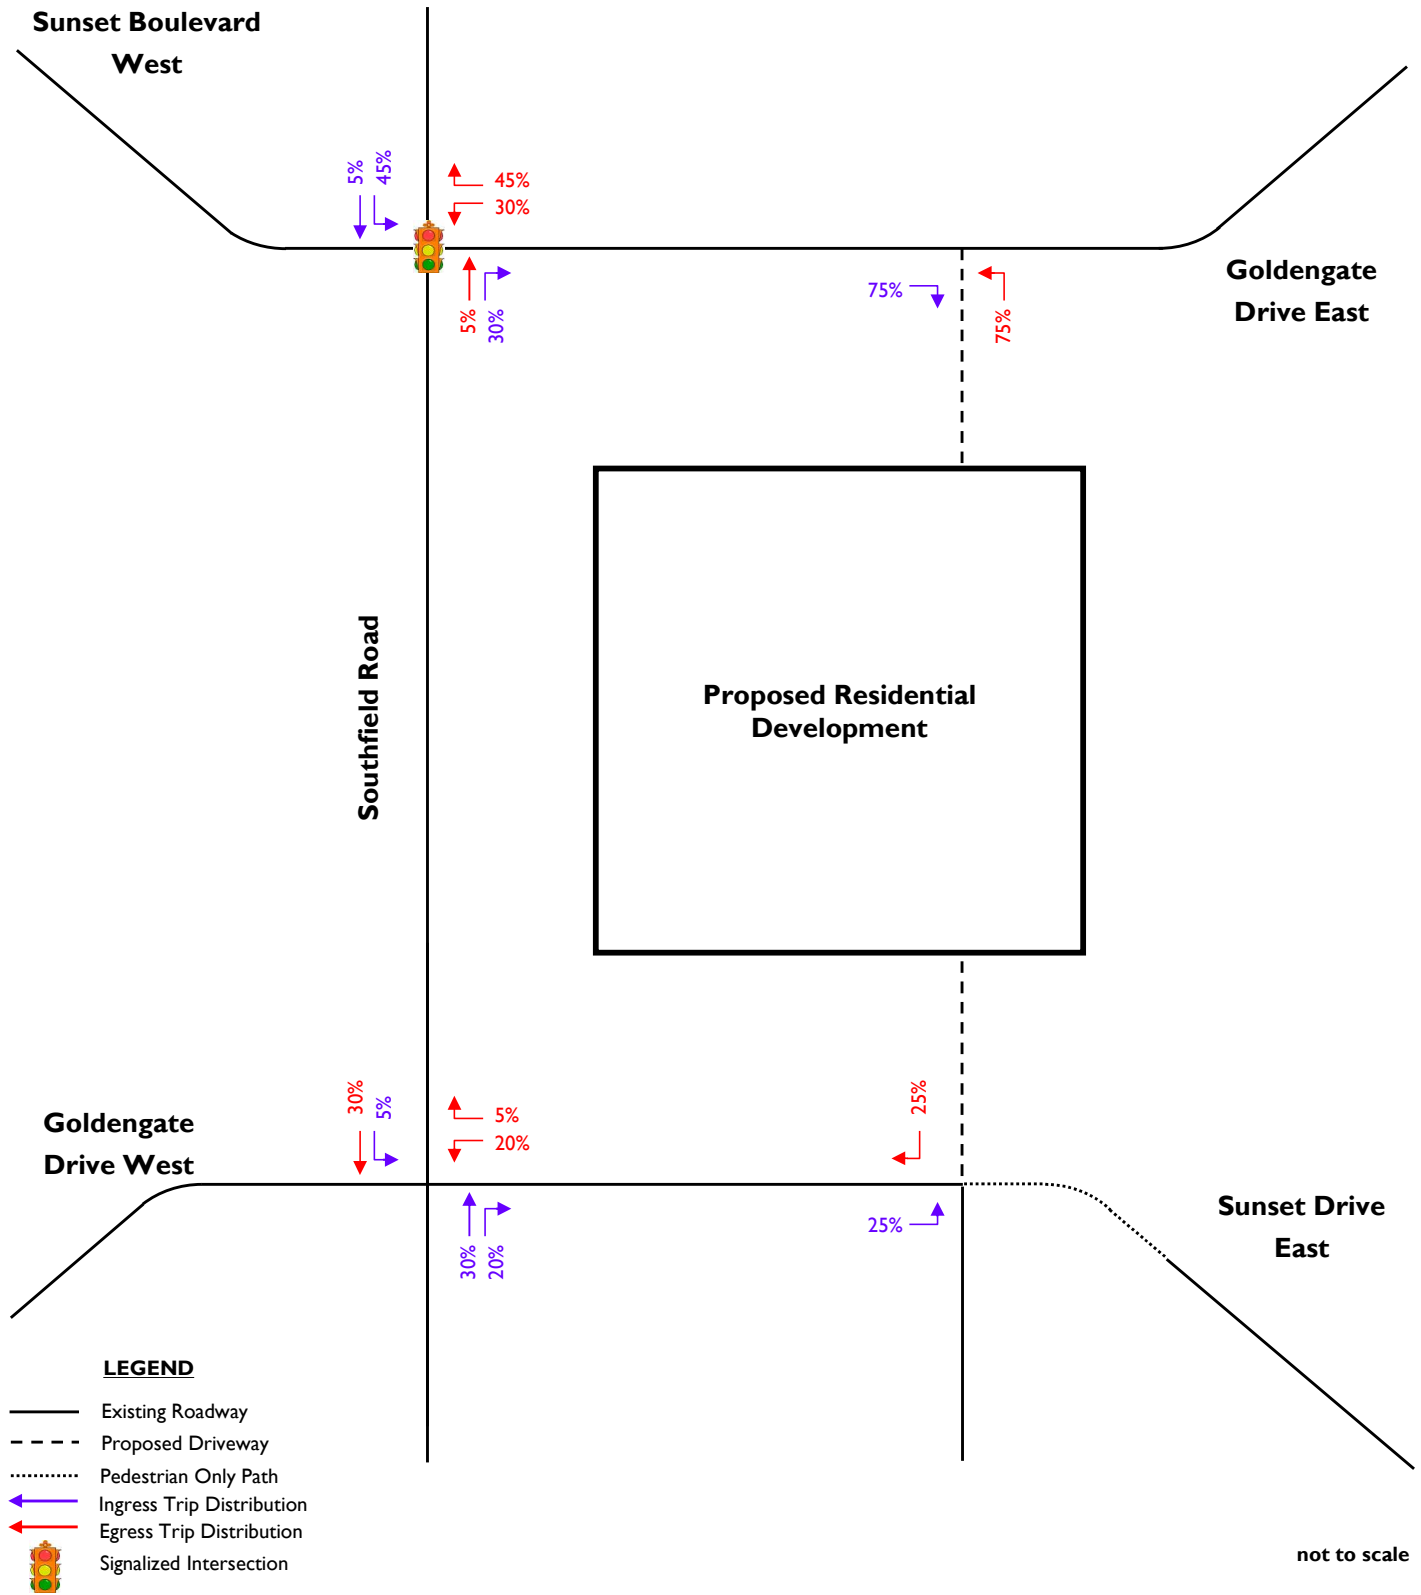 Sunset Boulevard
West
5%
45%
45%
30%
5%
30%
75%
75%
Goldengate
Drive East
Southfield Road
Proposed Residential
Development
30%
5%
5%
20%
25%
Goldengate
Drive West
30%
20%
25%
Sunset Drive
East
LEGEND
Existing Roadway
Proposed Driveway
Pedestrian Only Path
Ingress Trip Distribution
Egress Trip Distribution
Signalized Intersection
not to scale